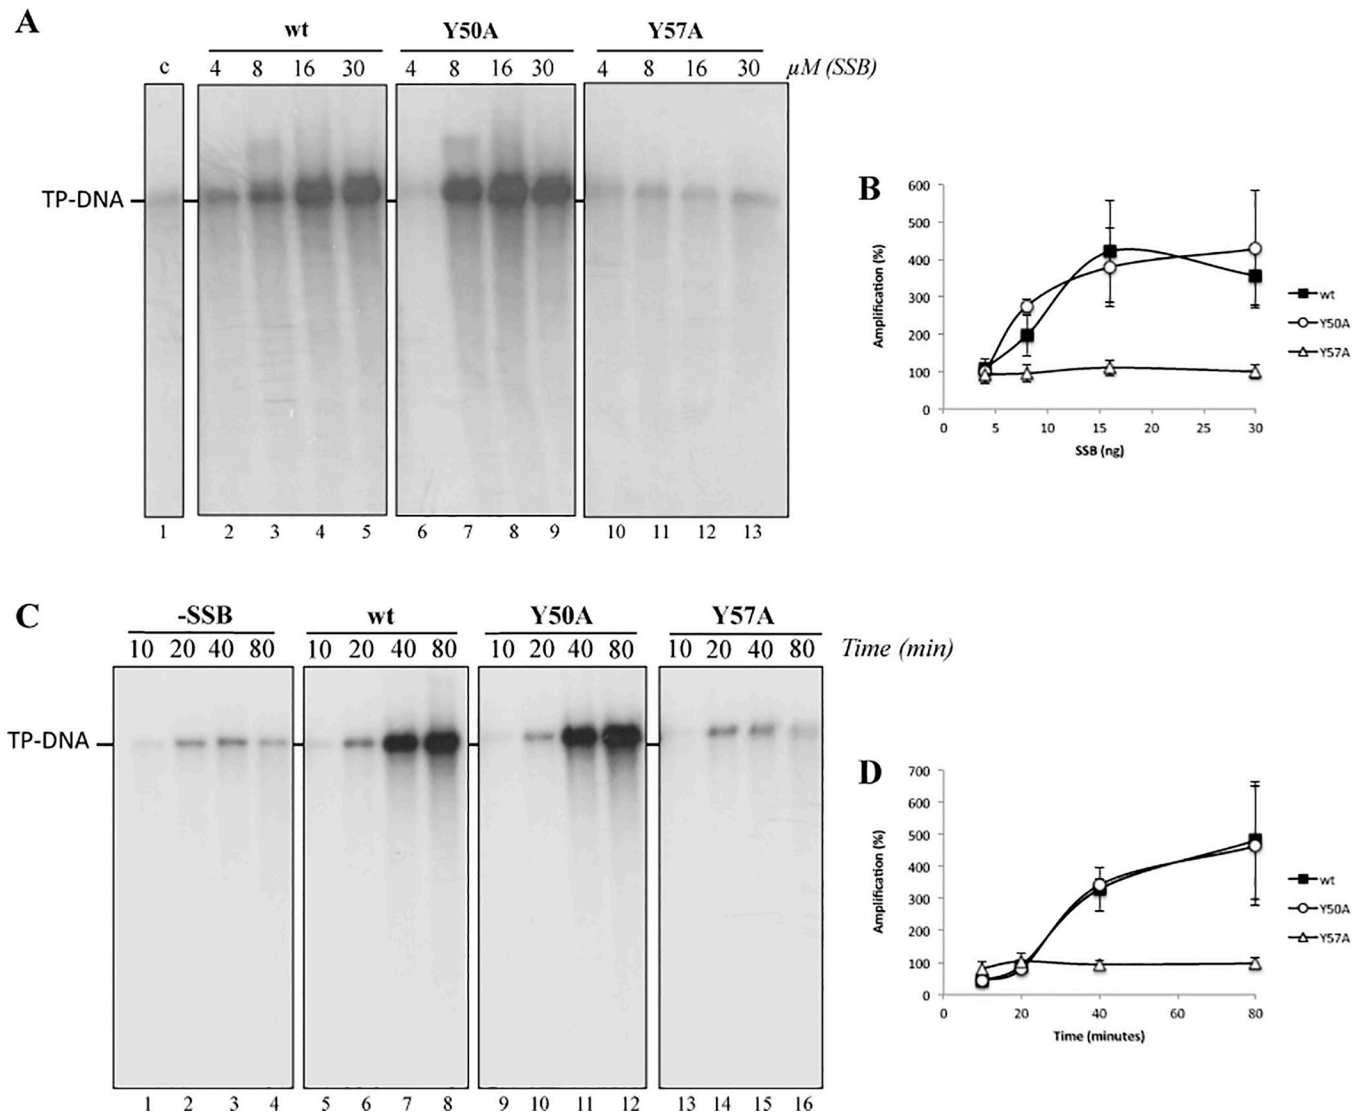 A
wt Y50A Y57A
c 4 8 16 30 4 8 16 30 4 8 16 30 µM (SSB)
TP-DNA
1 2 3 4 5 6 7 8 9 10 11 12 13
B
600
500
400
300
200
100
0
Amplification (%)
0 5 10 15 20 25 30
SSB (ng)
wt
Y50A
Y57A
C
-SSB wt Y50A Y57A
10 20 40 80 10 20 40 80 10 20 40 80 10 20 40 80 Time (min)
TP-DNA
1 2 3 4 5 6 7 8 9 10 11 12 13 14 15 16
D
700
600
500
400
300
200
100
0
Amplification (%)
0 20 40 60 80
Time (minutes)
wt
Y50A
Y57A